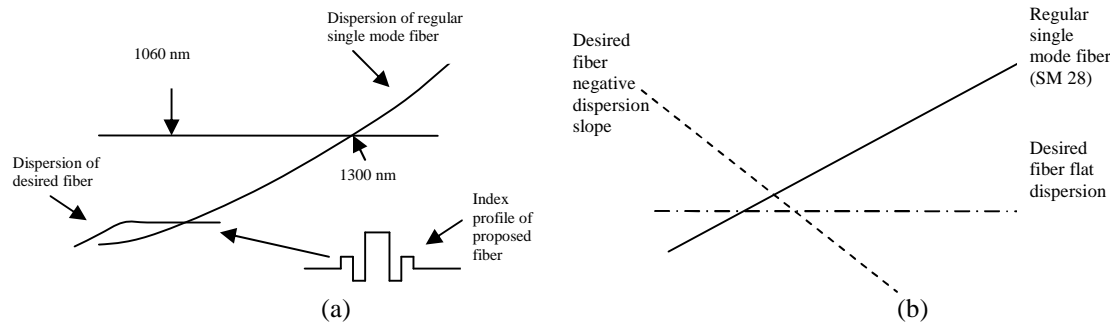 Dispersion of regular
single mode fiber
1060 nm
Dispersion of
desired fiber
1300 nm
Index
profile of
proposed
fiber
(a)
Desired
fiber
negative
dispersion
slope
Regular
single
mode fiber
(SM 28)
Desired
fiber flat
dispersion
(b)